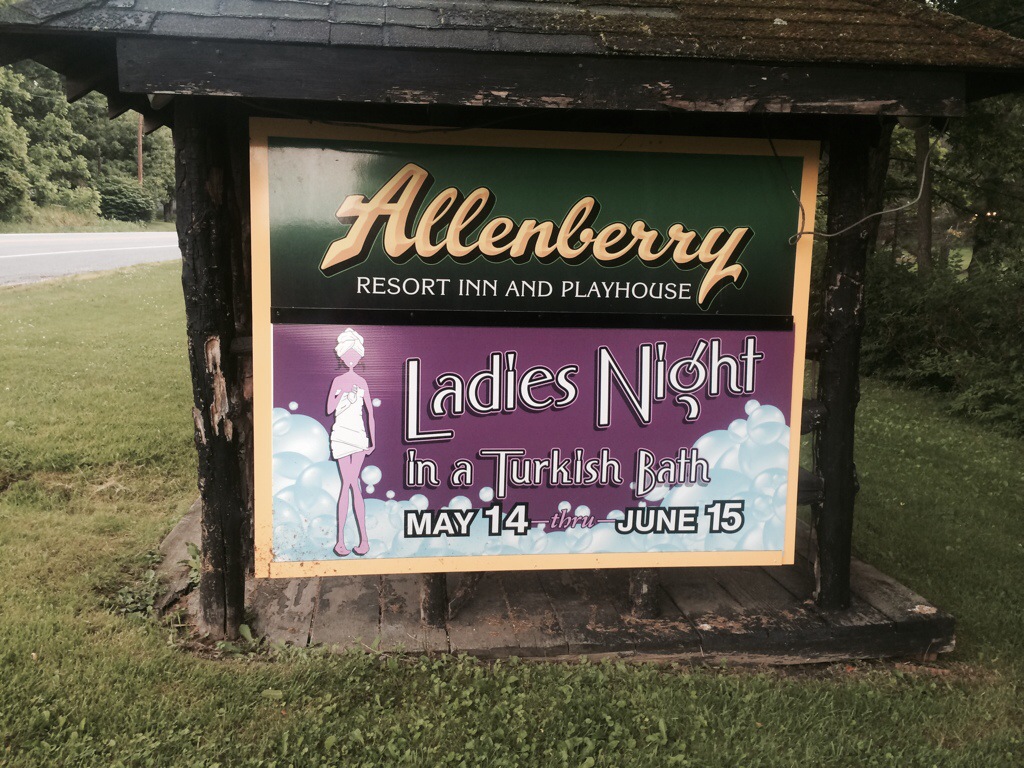 Allenberry
RESORT INN AND PLAYHOUSE
Ladies Night
in a Turkish Bath
MAY 14 thru JUNE 15